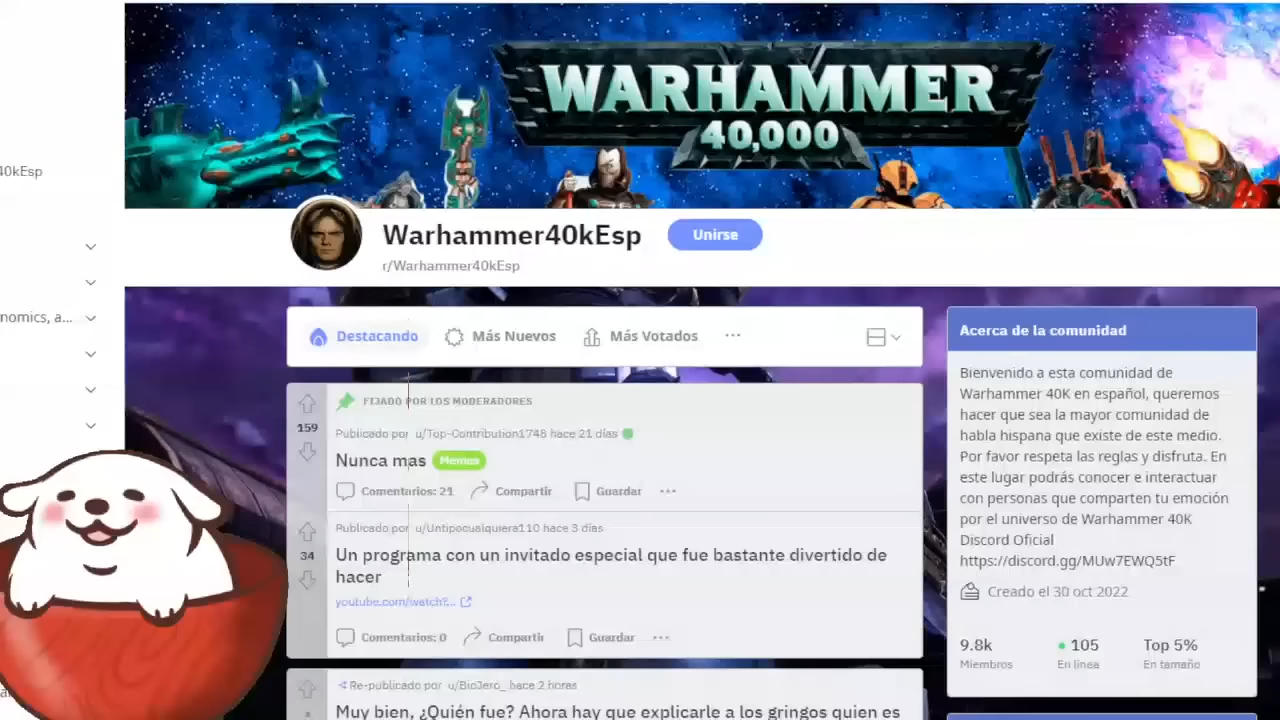 WARHAMMER
40,000
40kEsp
Warhammer40kEsp
Unirse
r/Warhammer40kEsp
nomics, a...
Destacando
Más Nuevos
Más Votados
FIJADO POR LOS MODERADORES
159
Publicado por u/Top-Contribution1748 hace 21 días
Nunca mas Memes
Comentarios: 21 Compartir Guardar
Publicado por u/Untipocualquiera110 hace 3 días
34
Un programa con un invitado especial que fue bastante divertido de
hacer
youtube.com/watch?...
Comentarios: 0 Compartir Guardar
Re-publicado por u/BioJero_ hace 2 horas
Muy bien, ¿Quién fue? Ahora hay que explicarle a los gringos quien es
Acerca de la comunidad
Bienvenido a esta comunidad de
Warhammer 40K en español, queremos
hacer que sea la mayor comunidad de
habla hispana que existe de este medio.
Por favor respeta las reglas y disfruta. En
este lugar podrás conocer e interactuar
con personas que comparten tu emoción
por el universo de Warhammer 40K
Discord Oficial
https://discord.gg/MUw7EWQ5tF
Creado el 30 oct 2022
9.8k 105 Top 5%
Miembros En línea En tamaño